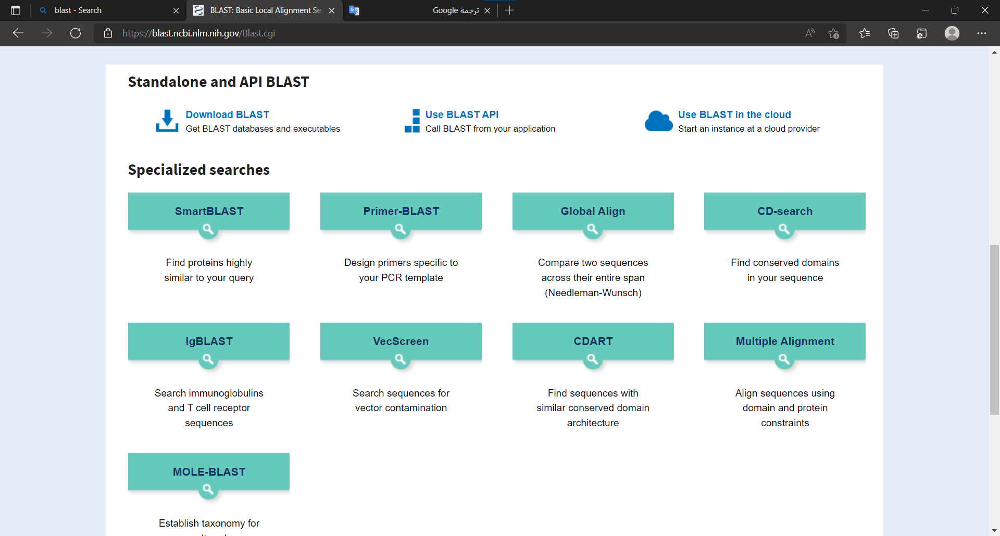 blast - Search
BLAST: Basic Local Alignment Se
ترجمة Google
https://blast.ncbi.nlm.nih.gov/Blast.cgi
Standalone and API BLAST
Download BLAST
Get BLAST databases and executables
Use BLAST API
Call BLAST from your application
Use BLAST in the cloud
Start an instance at a cloud provider
Specialized searches
SmartBLAST
Find proteins highly
similar to your query
Primer-BLAST
Design primers specific to
your PCR template
Global Align
Compare two sequences
across their entire span
(Needleman-Wunsch)
CD-search
Find conserved domains
in your sequence
IgBLAST
Search immunoglobulins
and T cell receptor
sequences
VecScreen
Search sequences for
vector contamination
CDART
Find sequences with
similar conserved domain
architecture
Multiple Alignment
Align sequences using
domain and protein
constraints
MOLE-BLAST
Establish taxonomy for